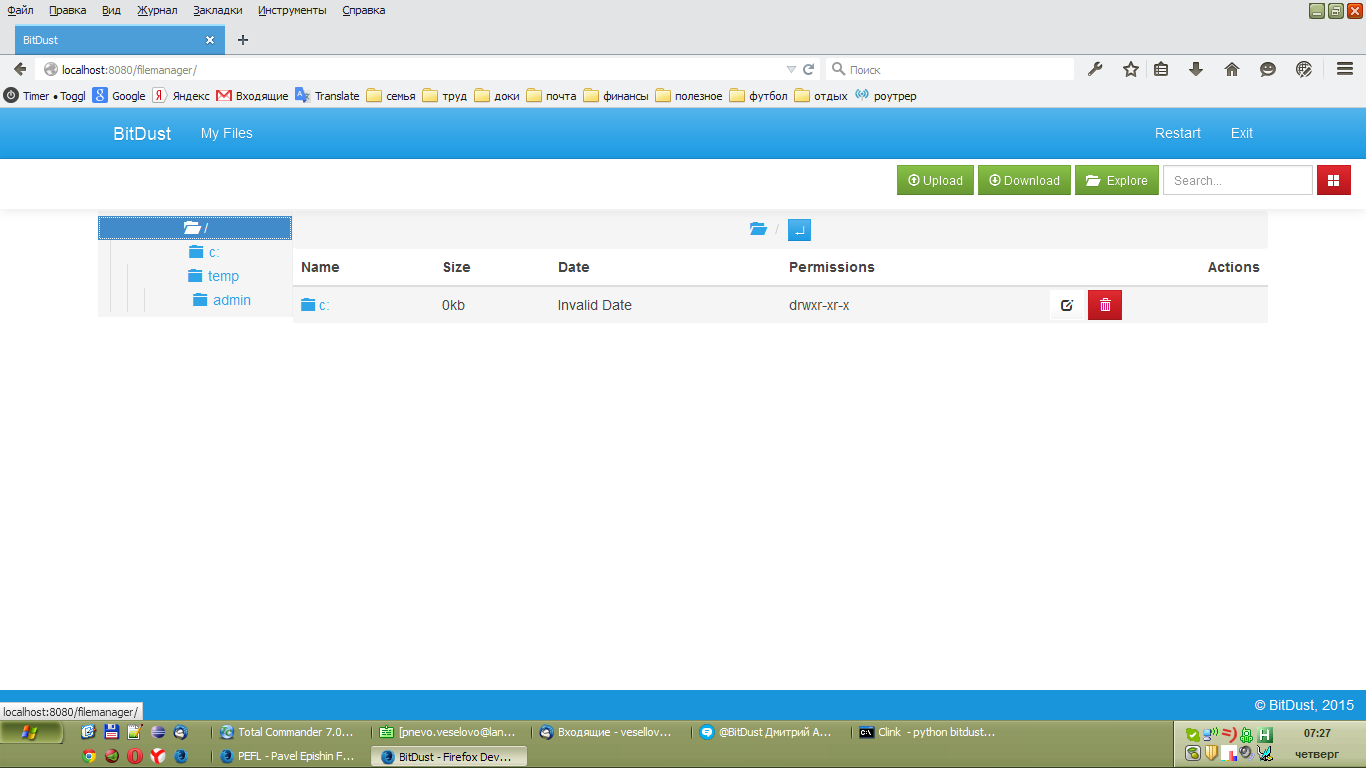 Файл Правка Вид Журнал Закладки Инструменты Справка
BitDust
localhost:8080/filemanager/
Поиск
Timer • Toggl Google Яндекс Входящие Translate семья труд доки почта финансы полезное футбол отдых роутрер
BitDust My Files Restart Exit
Upload Download Explore Search...
/
c:
temp
admin
/
Name Size Date Permissions Actions
c: 0kb Invalid Date drwxr-xr-x
© BitDust, 2015
localhost:8080/filemanager/
Total Commander 7.0... [pnevo.veselovo@lan... Входящие - vesellov... @BitDust Дмитрий А... Clink - python bitdust...
PEFL - Pavel Epishin F... BitDust - Firefox Dev...
07:27
четверг